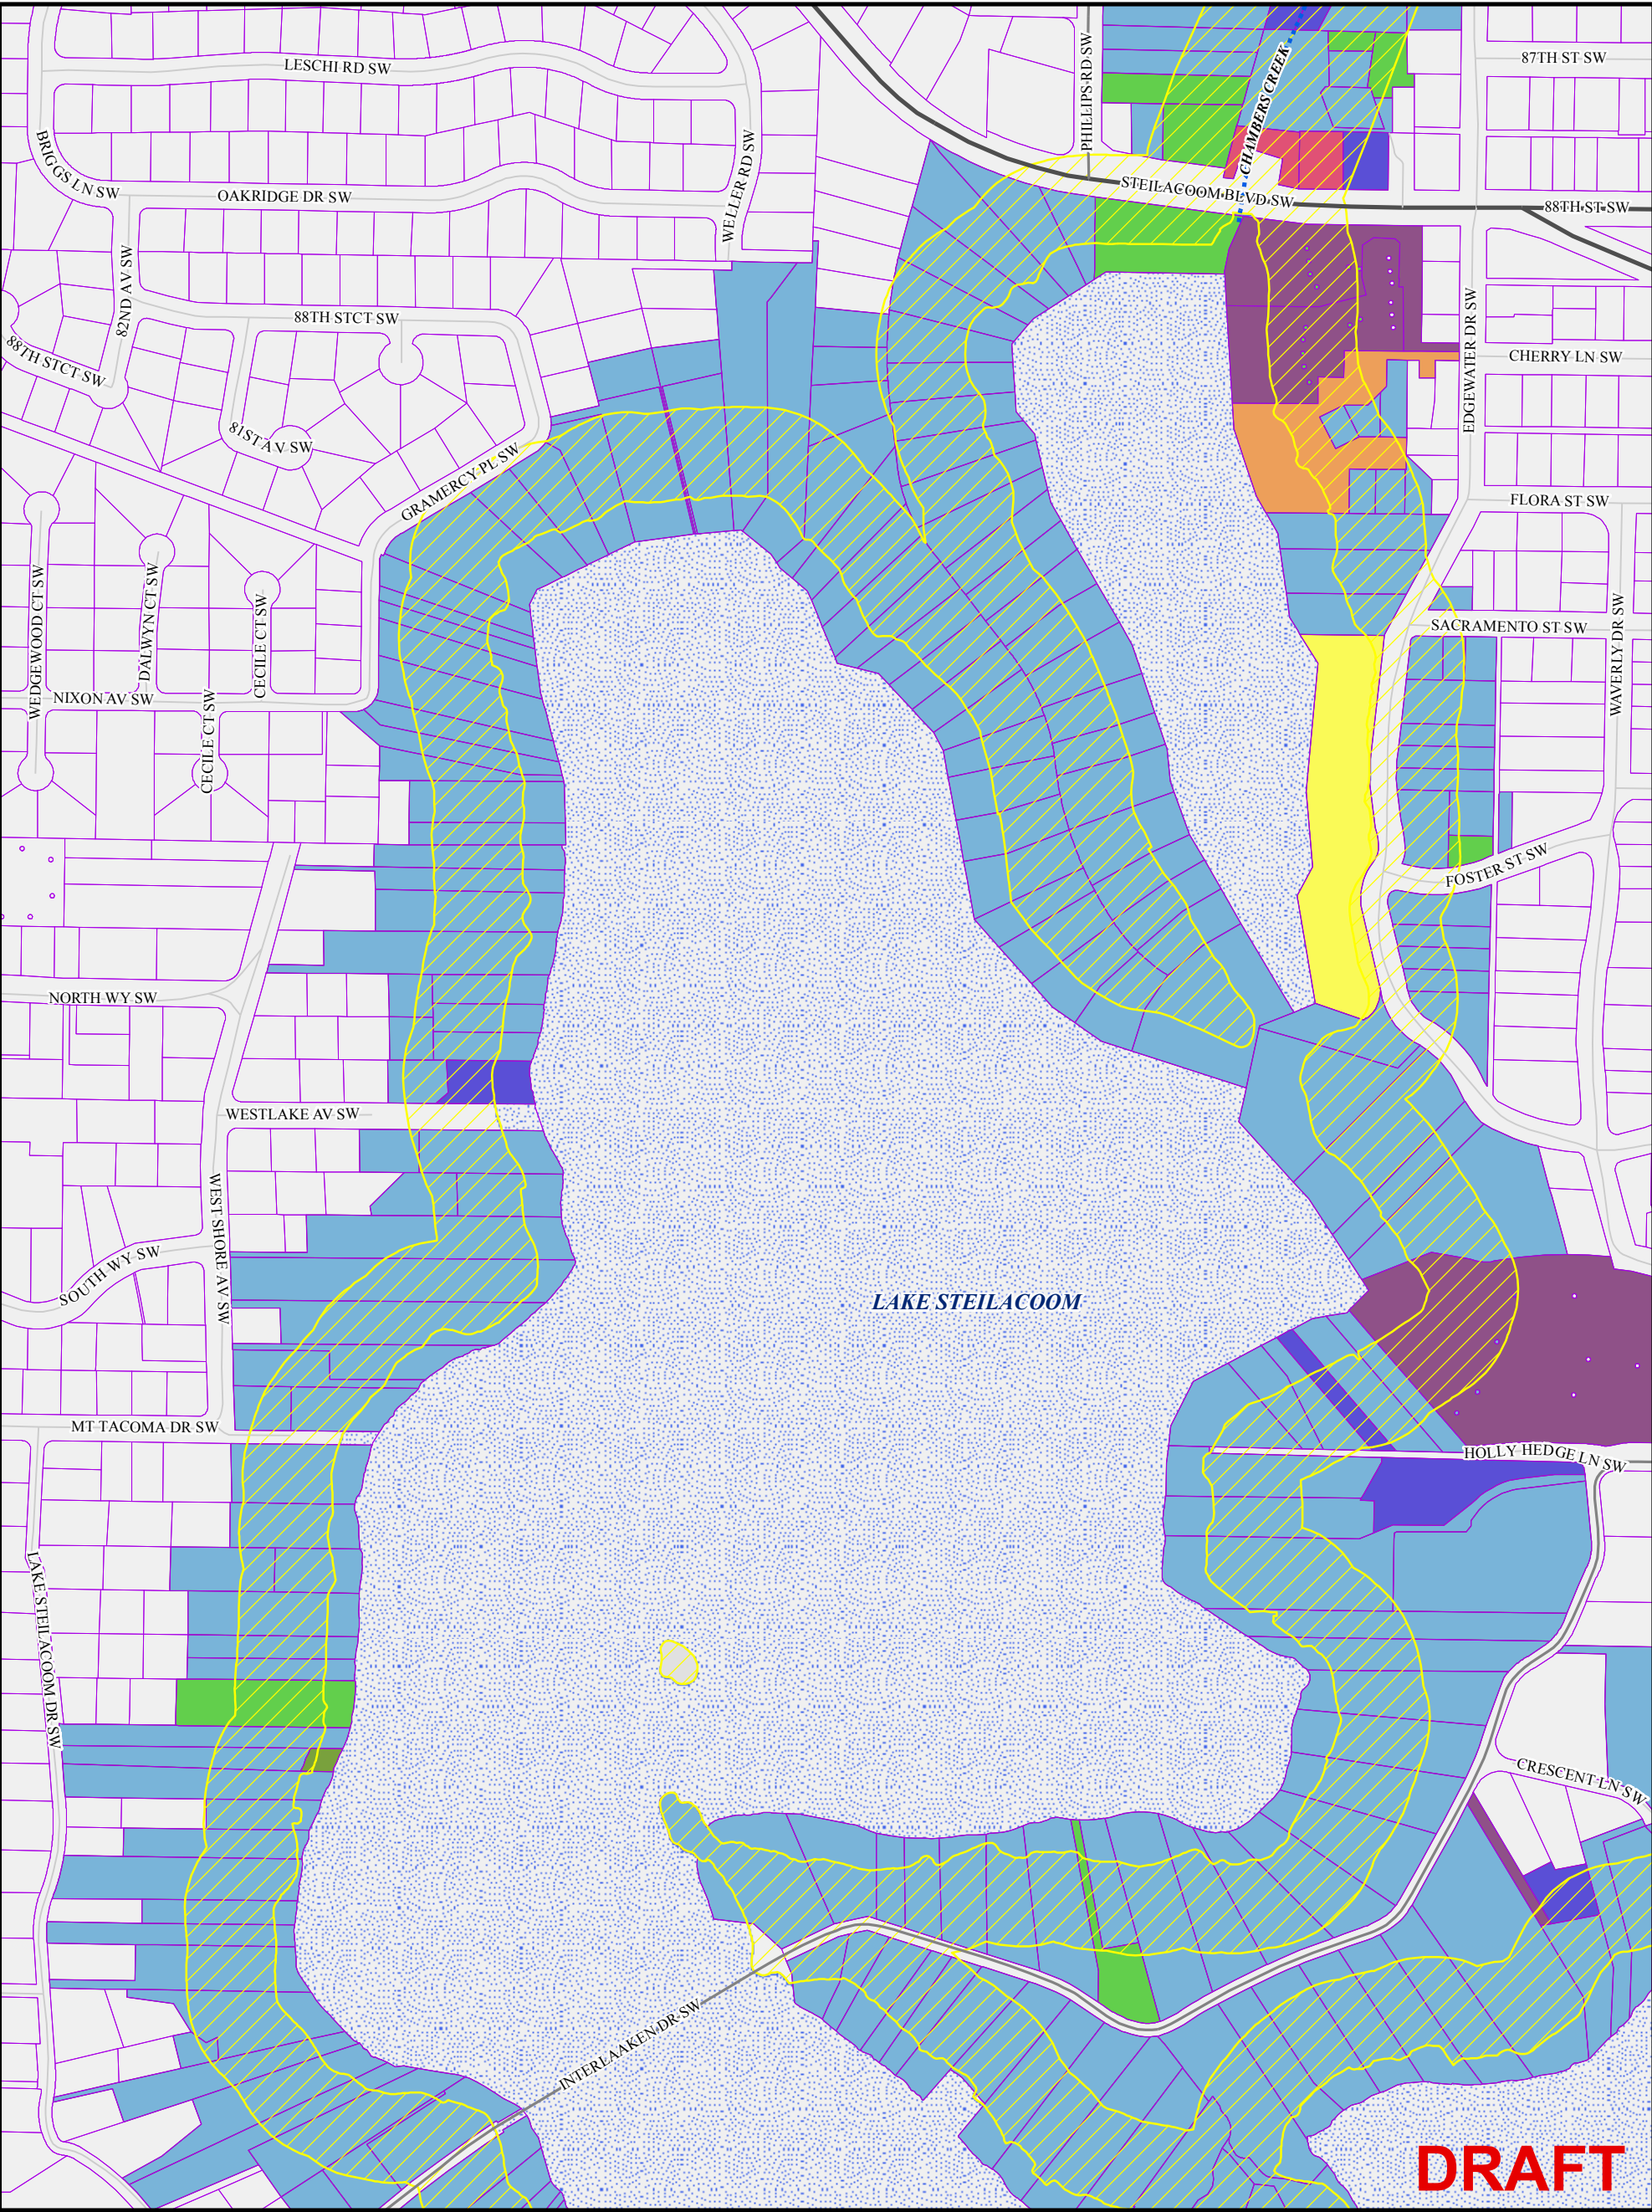 LESCHI RD SW
PHILLIPS RD SW
CHAMBERS CREEK
87TH ST SW
BRIGGS LN SW
OAKRIDGE DR SW
WELLER RD SW
STEILACOOM BLVD SW
88TH ST SW
82ND AV SW
88TH STCT SW
88TH STCT SW
EDGEWATER DR SW
CHERRY LN SW
81ST AV SW
GRAMERCY PL SW
FLORA ST SW
WEDGEWOOD CT SW
DALWYN CT SW
CECILE CT SW
SACRAMENTO ST SW
WAVERLY DR SW
NIXON AV SW
CECILE CT SW
FOSTER ST SW
NORTH WY SW
WESTLAKE AV SW
WEST SHORE AV SW
SOUTH WY SW
LAKE STEILACOOM
MT TACOMA DR SW
HOLLY HEDGE LN SW
LAKE STEILACOOM DR SW
CRESCENT LN SW
INTERLAAKEN DR SW
DRAFT